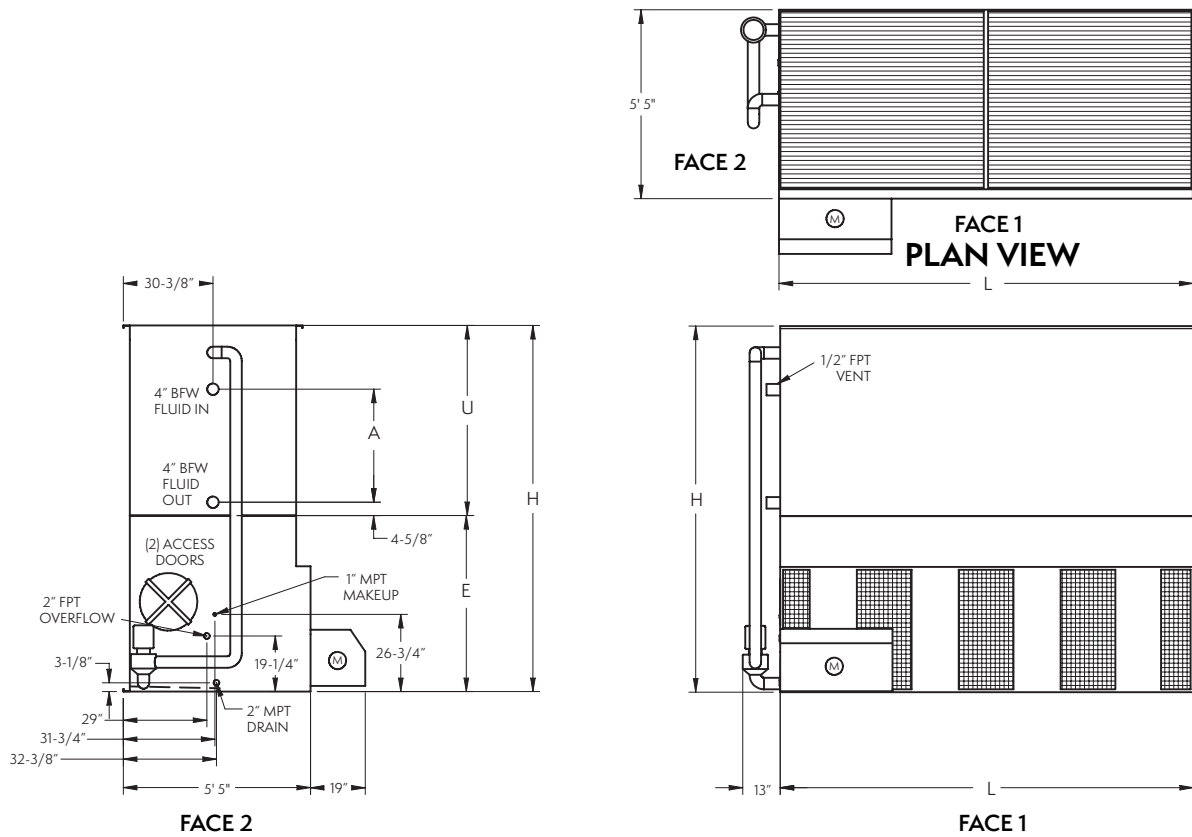 5' 5"
FACE 2
M
FACE 1
PLAN VIEW
L
30-3/8"
4" BFW
FLUID IN
A
U
H
4" BFW
FLUID
OUT
4-5/8"
(2) ACCESS
DOORS
1" MPT
MAKEUP
E
2" FPT
OVERFLOW
3-1/8"
19-1/4"
26-3/4"
M
2" MPT
DRAIN
29"
31-3/4"
32-3/8"
5' 5"
19"
FACE 2
1/2" FPT
VENT
H
M
13"
L
FACE 1